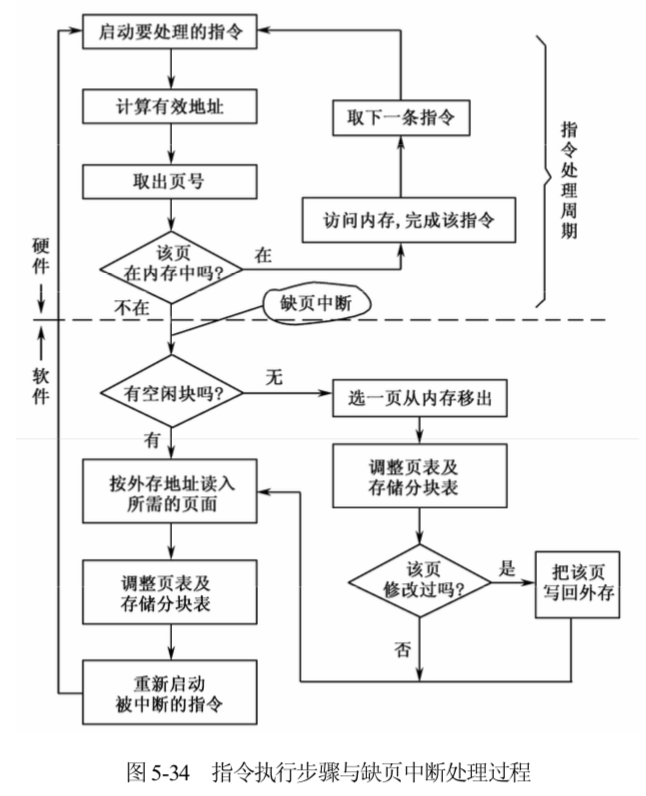 启动要处理的指令
计算有效地址
取出页号
该页
在内存中吗?
在
不在
访问内存,完成该指令
取下一条指令
指令处理周期
硬件
缺页中断
软件
有空闲块吗?
无
有
选一页从内存移出
调整页表及
存储分块表
该页
修改过吗?
是
否
把该页
写回外存
按外存地址读入
所需的页面
调整页表及
存储分块表
重新启动
被中断的指令
图 5-34 指令执行步骤与缺页中断处理过程